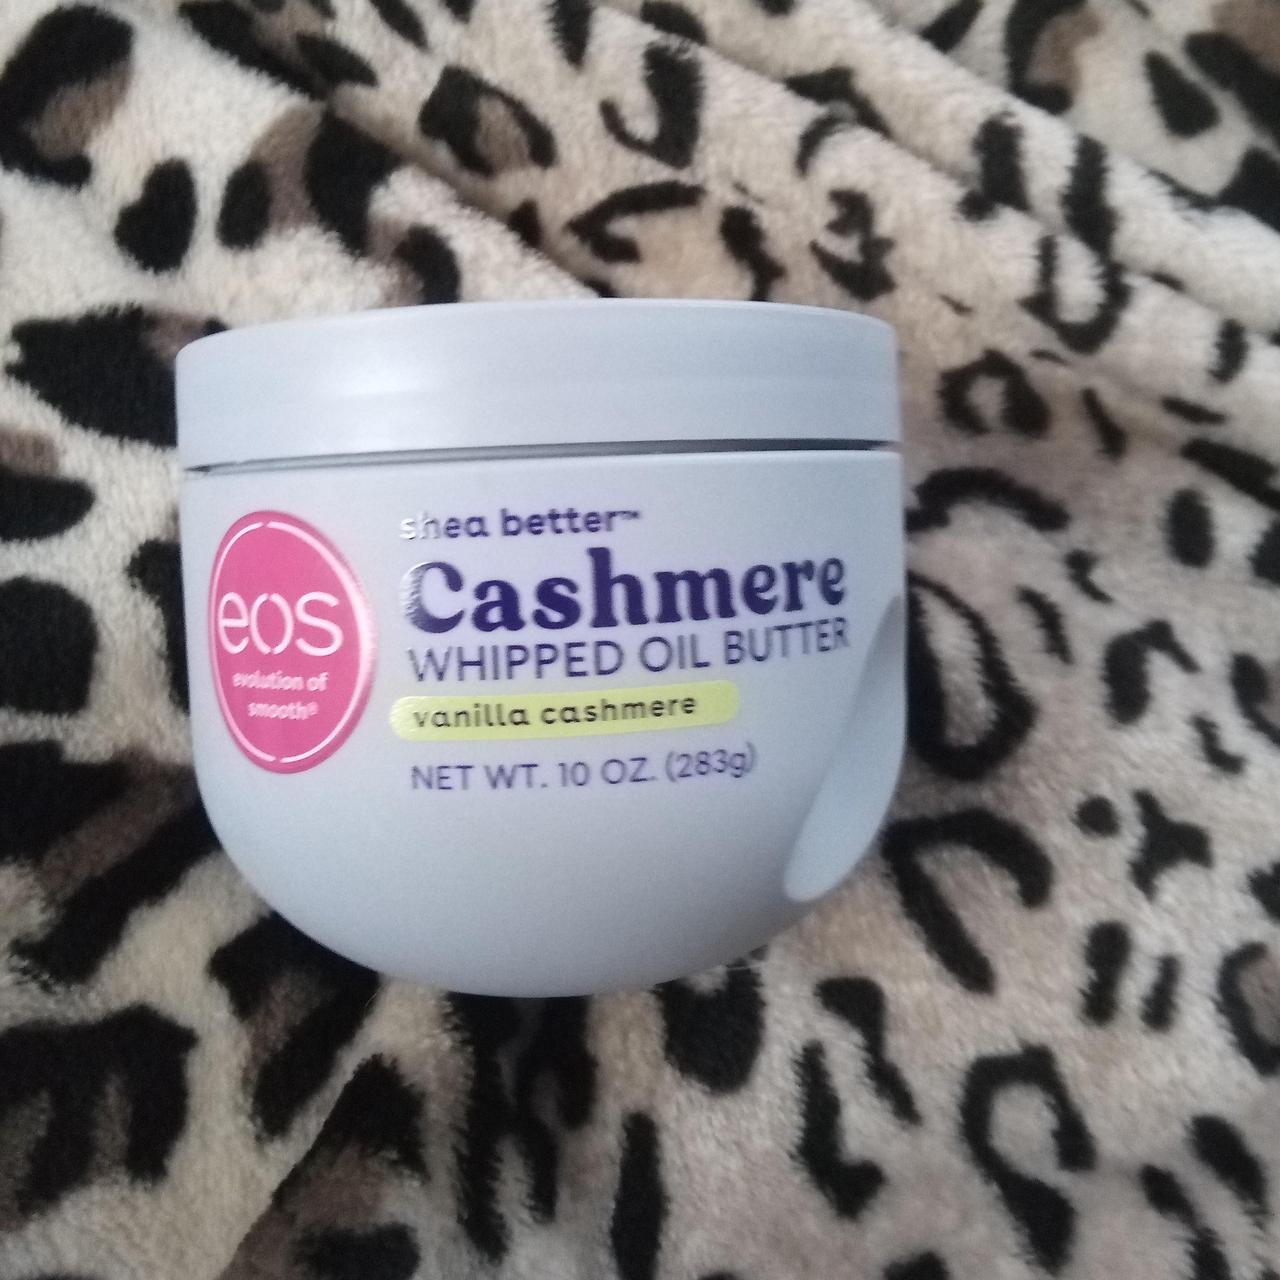 eos
evolution of
smooth®
shea better™
Cashmere
WHIPPED OIL BUTTER
vanilla cashmere
NET WT. 10 OZ. (283g)